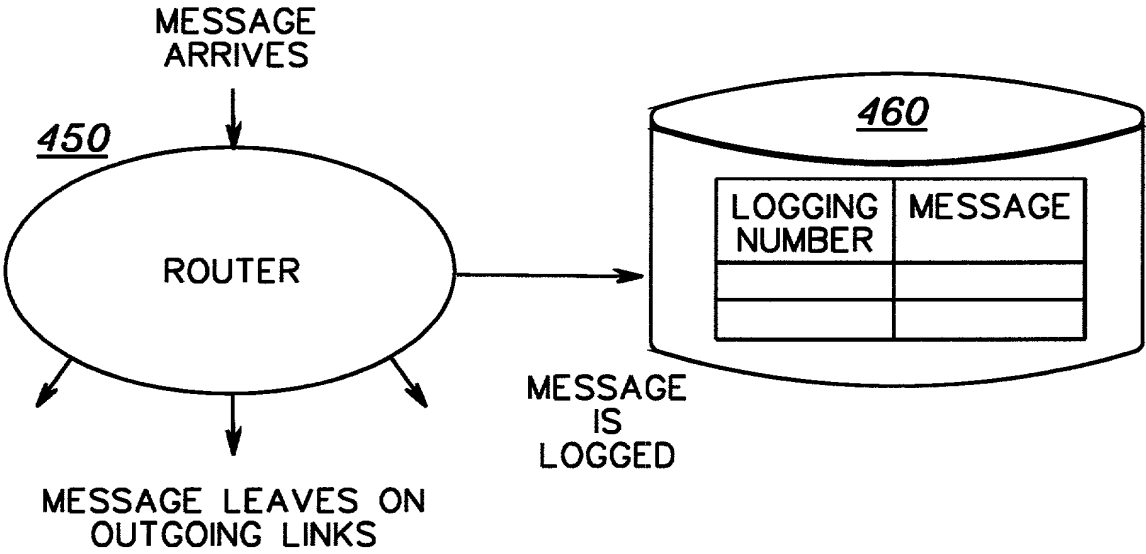 MESSAGE
ARRIVES
450
ROUTER
MESSAGE LEAVES ON
OUTGOING LINKS
MESSAGE
IS
LOGGED
460
LOGGING
NUMBER
MESSAGE